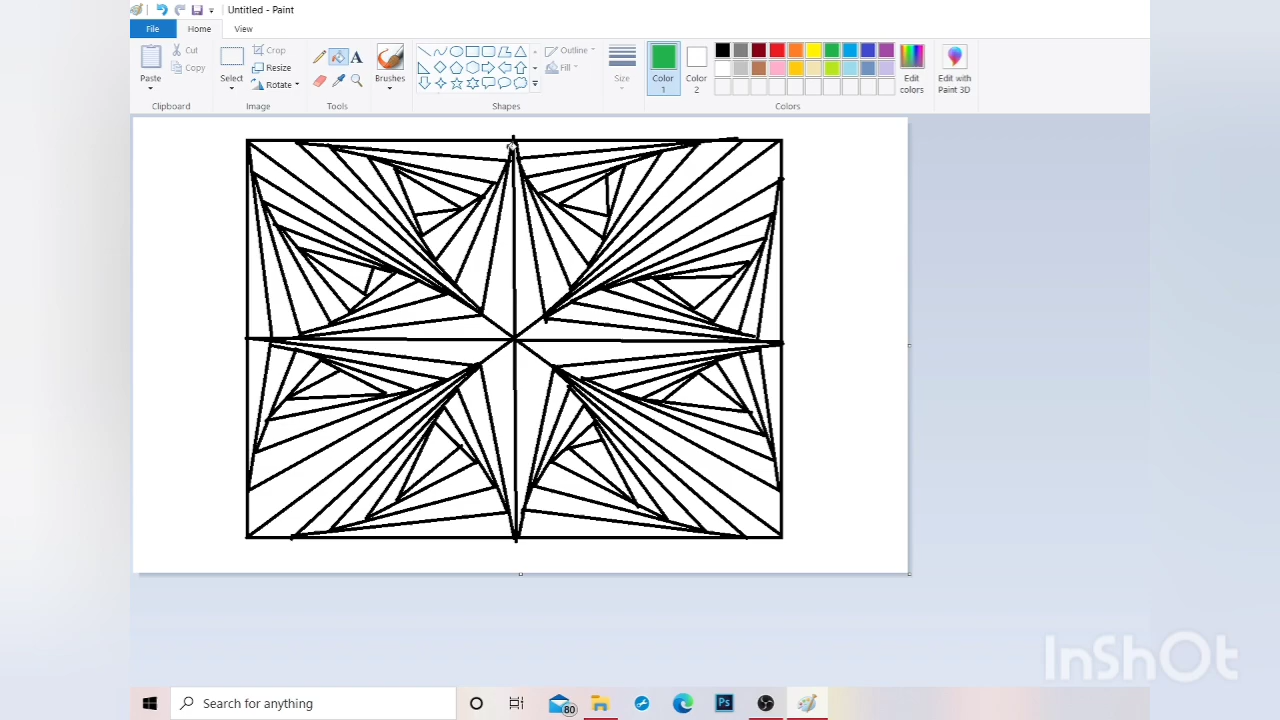 Untitled - Paint
File Home View
Paste
Cut
Copy
Clipboard
Select
Crop
Resize
Rotate
Image
A
Tools
Brushes
Outline
Fill
Shapes
Size
Color
1
Color
2
Edit
colors
Colors
Edit with
Paint 3D
InShOt
Search for anything
80
Ps